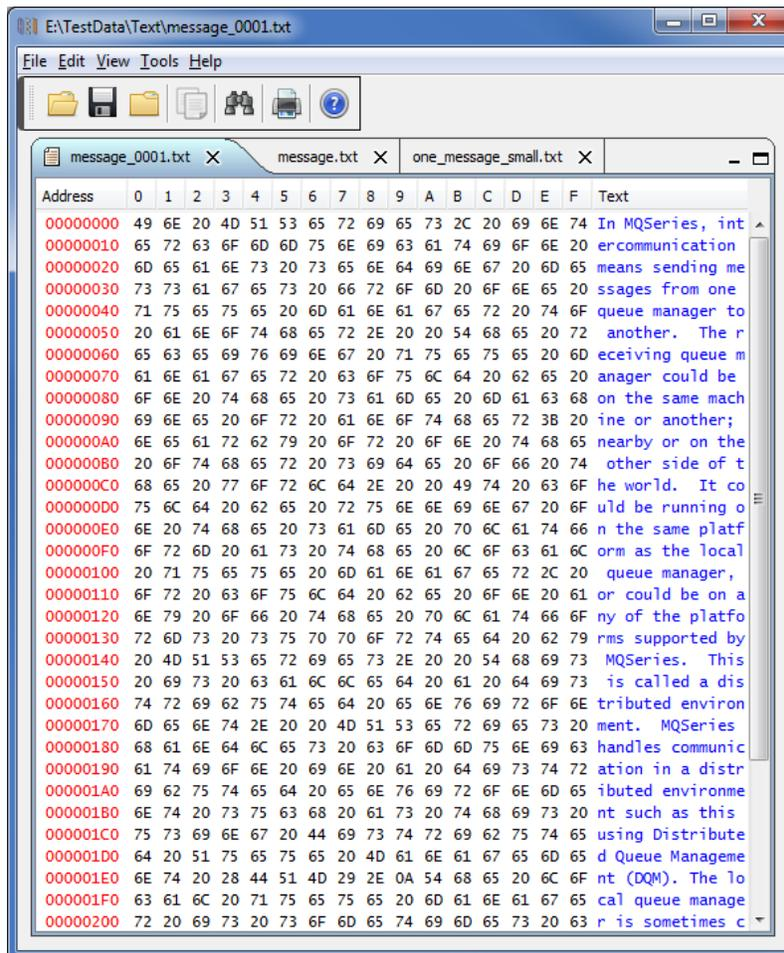 E:\TestData\Text\message_0001.txt
File Edit View Tools Help
message_0001.txt message.txt one_message_small.txt
Address 0 1 2 3 4 5 6 7 8 9 A B C D E F Text
00000000 49 6E 20 4D 51 53 65 72 69 65 73 2C 20 69 6E 74 In MQSeries, int
00000010 65 72 63 6F 6D 6D 75 6E 69 63 61 74 69 6F 6E 20 ercommunication
00000020 6D 65 61 6E 73 20 73 65 6E 64 69 6E 67 20 6D 65 means sending me
00000030 73 73 61 67 65 73 20 66 72 6F 6D 20 6F 6E 65 20 ssages from one
00000040 71 75 65 75 65 20 6D 61 6E 61 67 65 72 20 74 6F queue manager to
00000050 20 61 6E 6F 74 68 65 72 2E 20 20 54 68 65 20 72 another.  The r
00000060 65 63 65 69 76 69 6E 67 20 71 75 65 75 65 20 6D eceiving queue m
00000070 61 6E 61 67 65 72 20 63 6F 75 6C 64 20 62 65 20 anager could be
00000080 6F 6E 20 74 68 65 20 73 61 6D 65 20 6D 61 63 68 on the same mach
00000090 69 6E 65 20 6F 72 20 61 6E 6F 74 68 65 72 3B 20 ine or another;
000000A0 6E 65 61 72 62 79 20 6F 72 20 6F 6E 20 74 68 65 nearby or on the
000000B0 20 6F 74 68 65 72 20 73 69 64 65 20 6F 66 20 74 other side of t
000000C0 68 65 20 77 6F 72 6C 64 2E 20 20 49 74 20 63 6F he world.  It co
000000D0 75 6C 64 20 62 65 20 72 75 6E 6E 69 6E 67 20 6F uld be running o
000000E0 6E 20 74 68 65 20 73 61 6D 65 20 70 6C 61 74 66 n the same platf
000000F0 6F 72 6D 20 61 73 20 74 68 65 20 6C 6F 63 61 6C orm as the local
00000100 20 71 75 65 75 65 20 6D 61 6E 61 67 65 72 2C 20 queue manager,
00000110 6F 72 20 63 6F 75 6C 64 20 62 65 20 6F 6E 20 61 or could be on a
00000120 6E 79 20 6F 66 20 74 68 65 20 70 6C 61 74 66 6F ny of the platfo
00000130 72 6D 73 20 73 75 70 70 6F 72 74 65 64 20 62 79 rms supported by
00000140 20 4D 51 53 65 72 69 65 73 2E 20 20 54 68 69 73 MQSeries.  This
00000150 20 69 73 20 63 61 6C 6C 65 64 20 61 20 64 69 73 is called a dis
00000160 74 72 69 62 75 74 65 64 20 65 6E 76 69 72 6F 6E tributed environ
00000170 6D 65 6E 74 2E 20 20 4D 51 53 65 72 69 65 73 20 ment.  MQSeries
00000180 68 61 6E 64 6C 65 73 20 63 6F 6D 6D 75 6E 69 63 handles communic
00000190 61 74 69 6F 6E 20 69 6E 20 61 20 64 69 73 74 72 ation in a distr
000001A0 69 62 75 74 65 64 20 65 6E 76 69 72 6F 6E 6D 65 ibuted environme
000001B0 6E 74 20 73 75 63 68 20 61 73 20 74 68 69 73 20 nt such as this
000001C0 75 73 69 6E 67 20 44 69 73 74 72 69 62 75 74 65 using Distribute
000001D0 64 20 51 75 65 75 65 20 4D 61 6E 61 67 65 6D 65 d Queue Manageme
000001E0 6E 74 20 28 44 51 4D 29 2E 0A 54 68 65 20 6C 6F nt (DQM). The lo
000001F0 63 61 6C 20 71 75 65 75 65 20 6D 61 6E 61 67 65 cal queue manage
00000200 72 20 69 73 20 73 6F 6D 65 74 69 6D 65 73 20 63 r is sometimes c